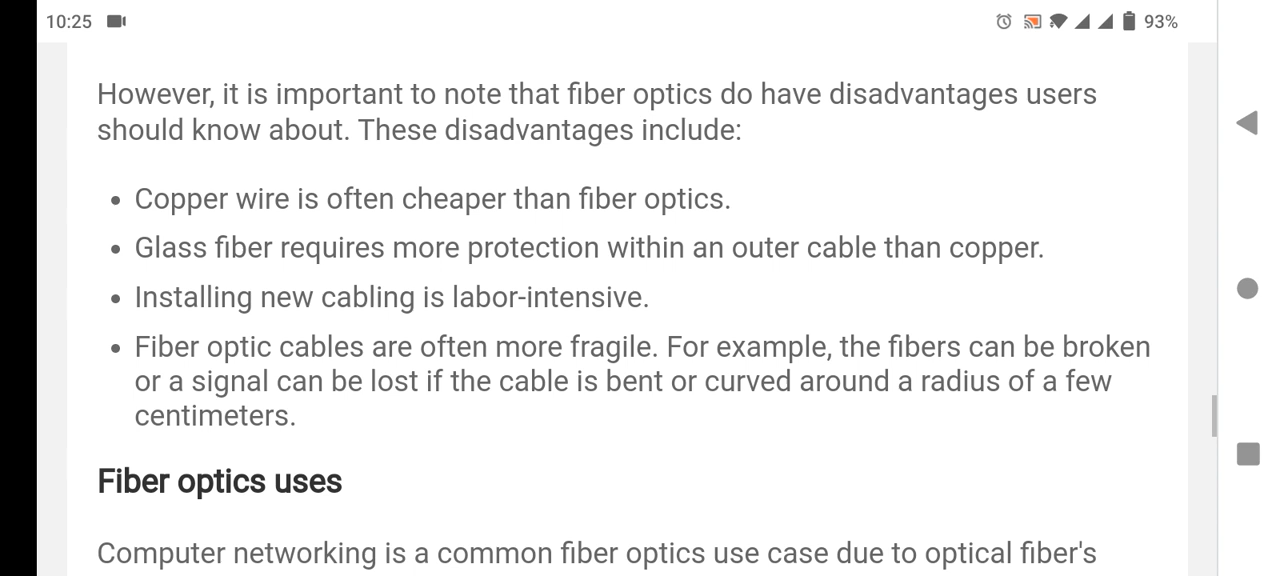 10:25
93%
However, it is important to note that fiber optics do have disadvantages users
should know about. These disadvantages include:
• Copper wire is often cheaper than fiber optics.
• Glass fiber requires more protection within an outer cable than copper.
• Installing new cabling is labor-intensive.
• Fiber optic cables are often more fragile. For example, the fibers can be broken
or a signal can be lost if the cable is bent or curved around a radius of a few
centimeters.
Fiber optics uses
Computer networking is a common fiber optics use case due to optical fiber's